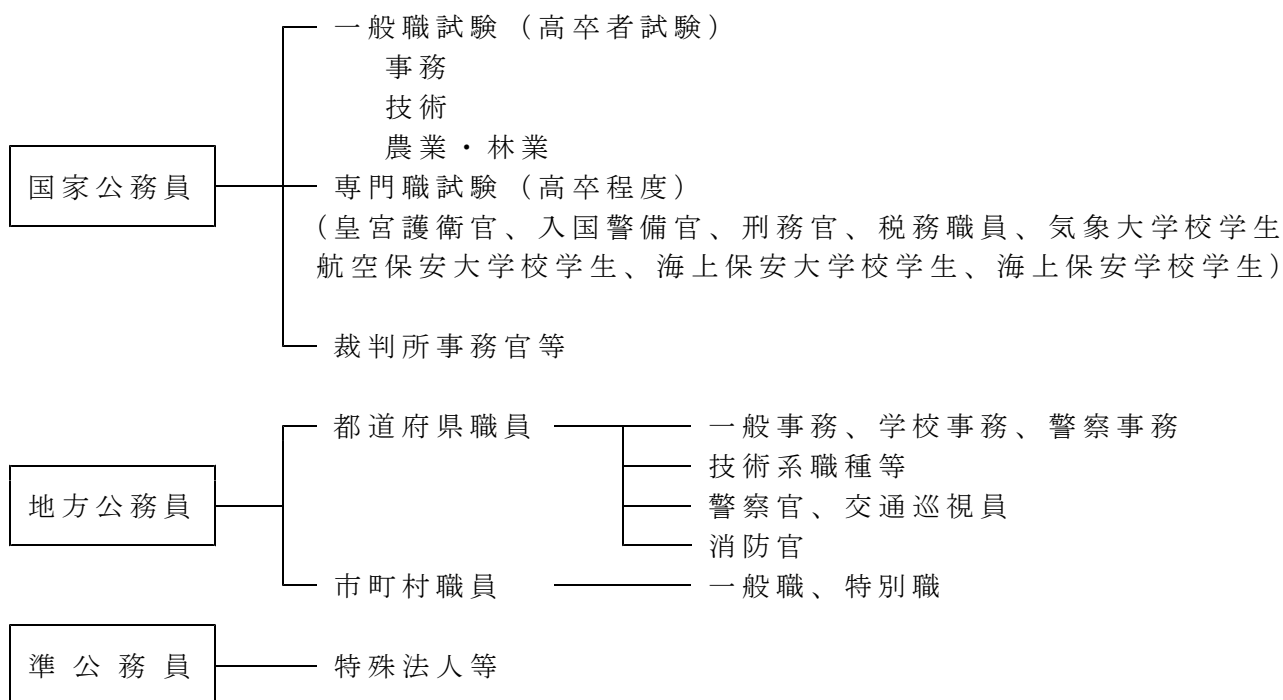 一般職試験（高卒者試験）
事務
技術
農業・林業
国家公務員
専門職試験（高卒程度）
（皇宮護衛官、入国警備官、刑務官、税務職員、気象大学校学生
航空保安大学校学生、海上保安大学校学生、海上保安学校学生）
裁判所事務官等
都道府県職員 一般事務、学校事務、警察事務
技術系職種等
地方公務員
警察官、交通巡視員
消防官
市町村職員 一般職、特別職
準公務員 特殊法人等